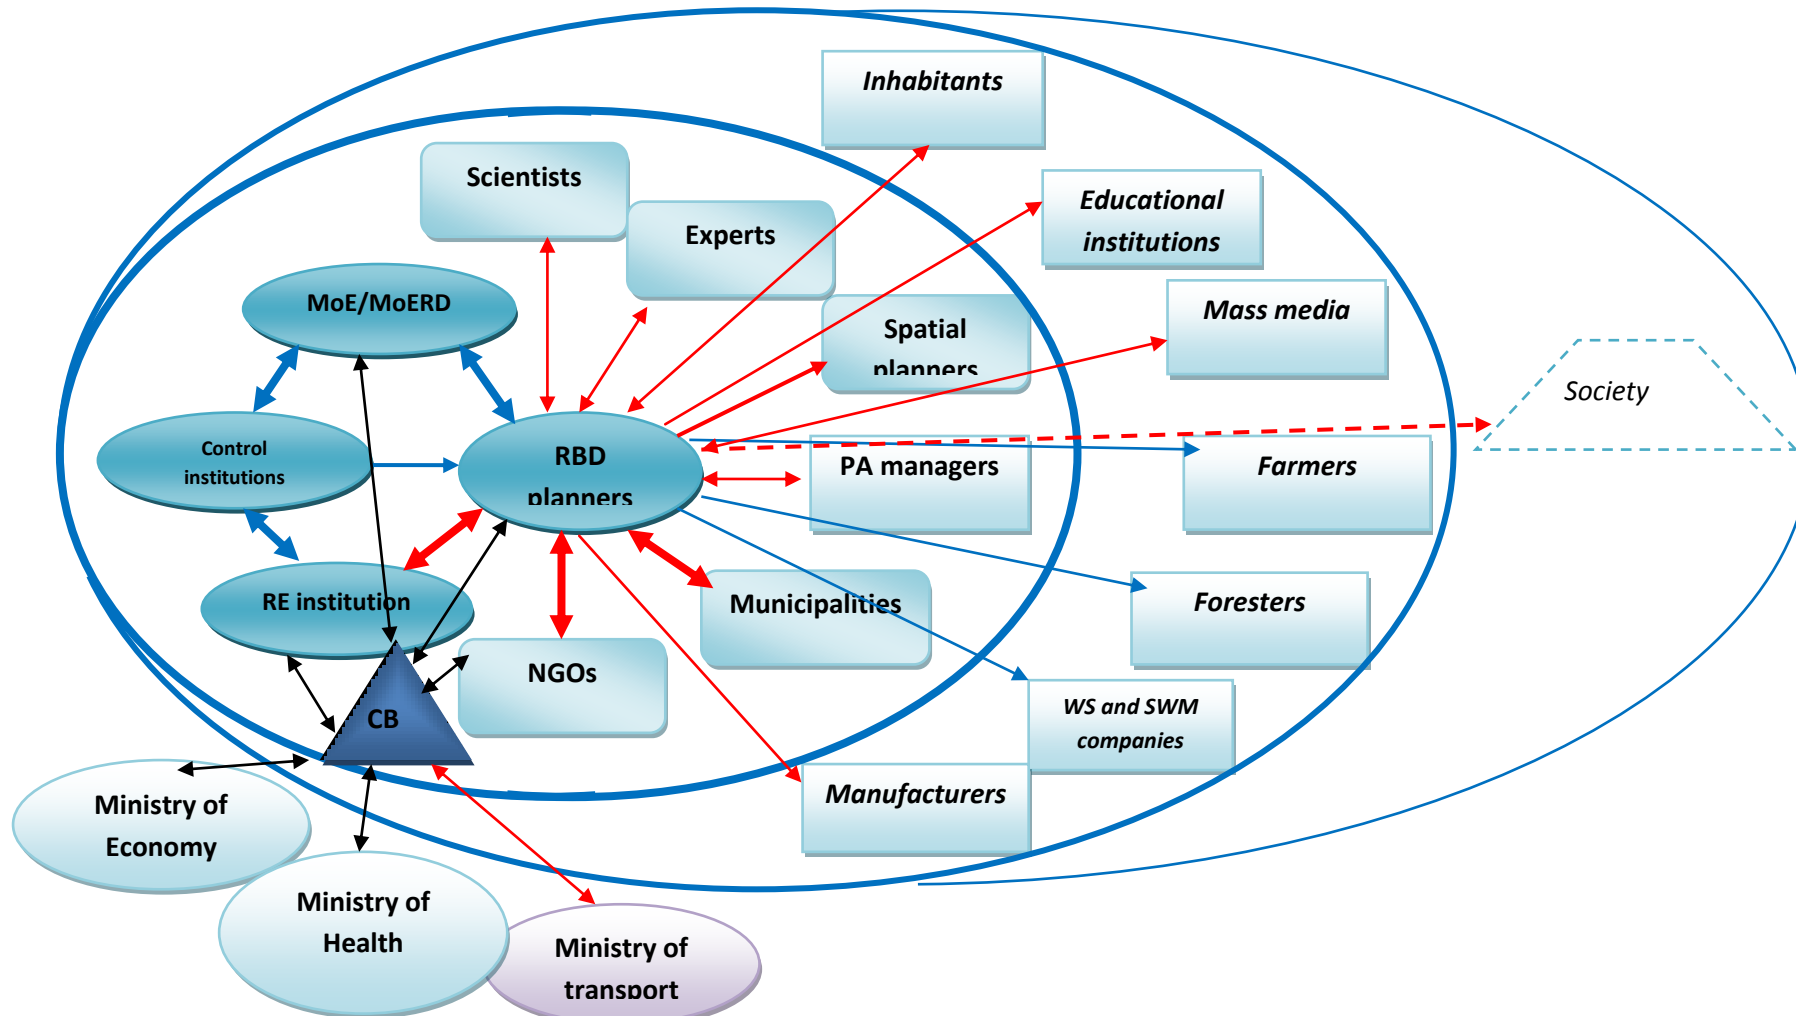 Inhabitants
Scientists
Educational
institutions
Experts
MoE/MoERD
Mass media
Spatial
planners
Society
Control
institutions
RBD
planners
PA managers
Farmers
RE institution
Municipalities
Foresters
NGOs
CB
WS and SWM
companies
Manufacturers
Ministry of
Economy
Ministry of
Health
Ministry of
transport